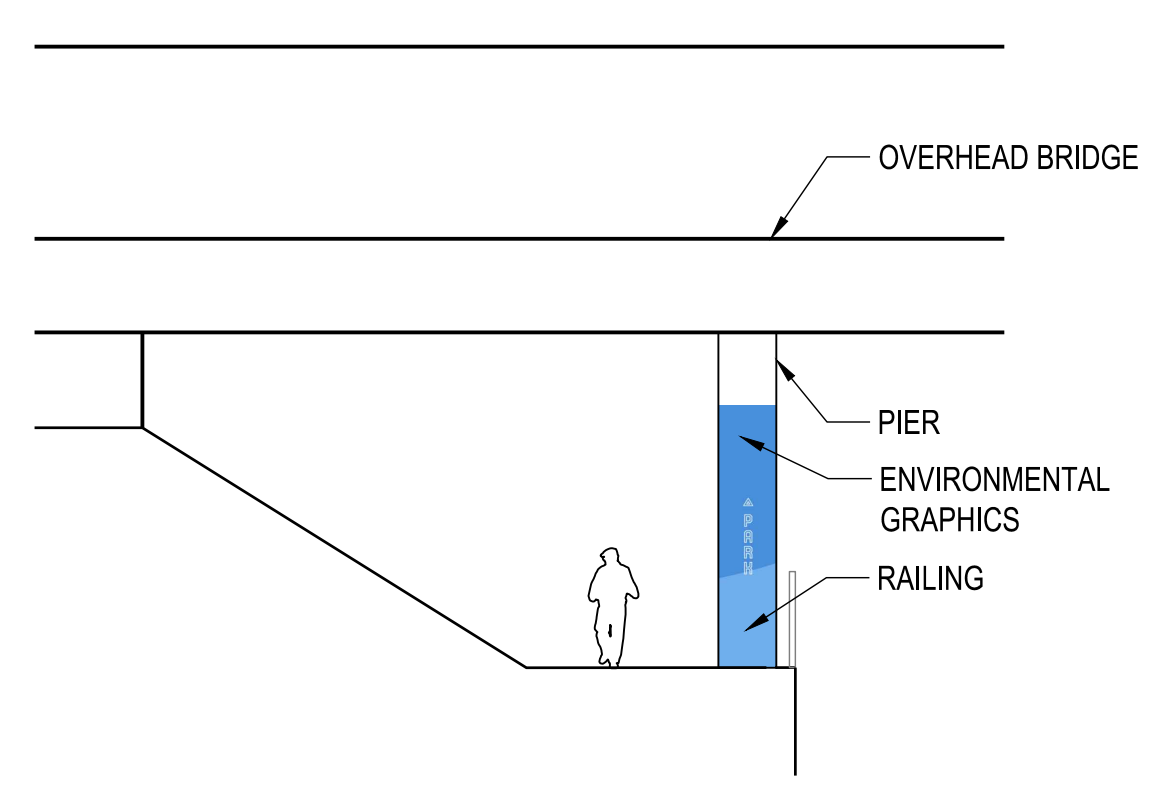 OVERHEAD BRIDGE
PIER
ENVIRONMENTAL
GRAPHICS
PARK
RAILING